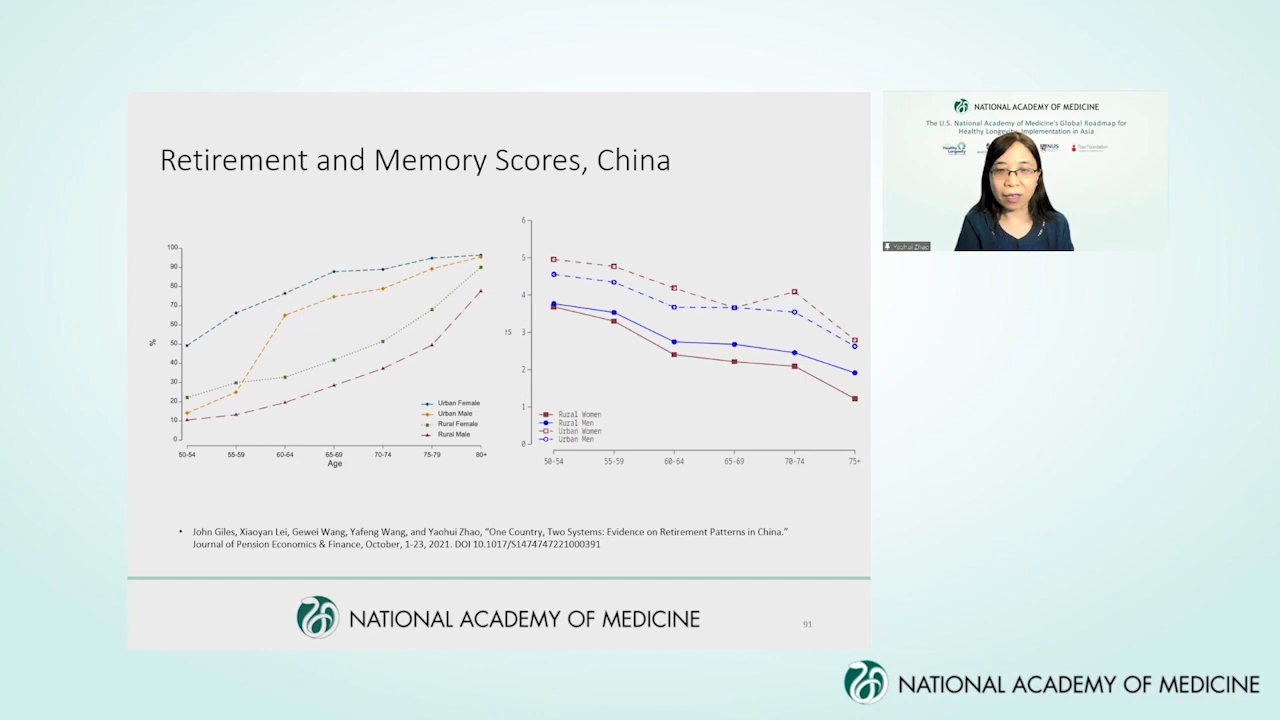 Retirement and Memory Scores, China
100
90
80
70
60
50
40
30
20
10
0
%
50-54 55-59 60-64 65-69 70-74 75-79 80+
Age
Urban Female
Urban Male
Rural Female
Rural Male
6
5
4
3
2
1
0
Rural Women
Rural Men
Urban Women
Urban Men
50-54 55-59 60-64 65-69 70-74 75+
• John Giles, Xiaoyan Lei, Gewei Wang, Yafeng Wang, and Yaohui Zhao, “One Country, Two Systems: Evidence on Retirement Patterns in China.”
Journal of Pension Economics & Finance, October, 1-23, 2021. DOI 10.1017/S1474747221000391
NATIONAL ACADEMY OF MEDICINE
91
NATIONAL ACADEMY OF MEDICINE
The U.S. National Academy of Medicine's Global Roadmap for
Healthy Longevity: Implementation in Asia
Healthy Longevity NUS Tsao Foundation
Yaohui Zhao
NATIONAL ACADEMY OF MEDICINE